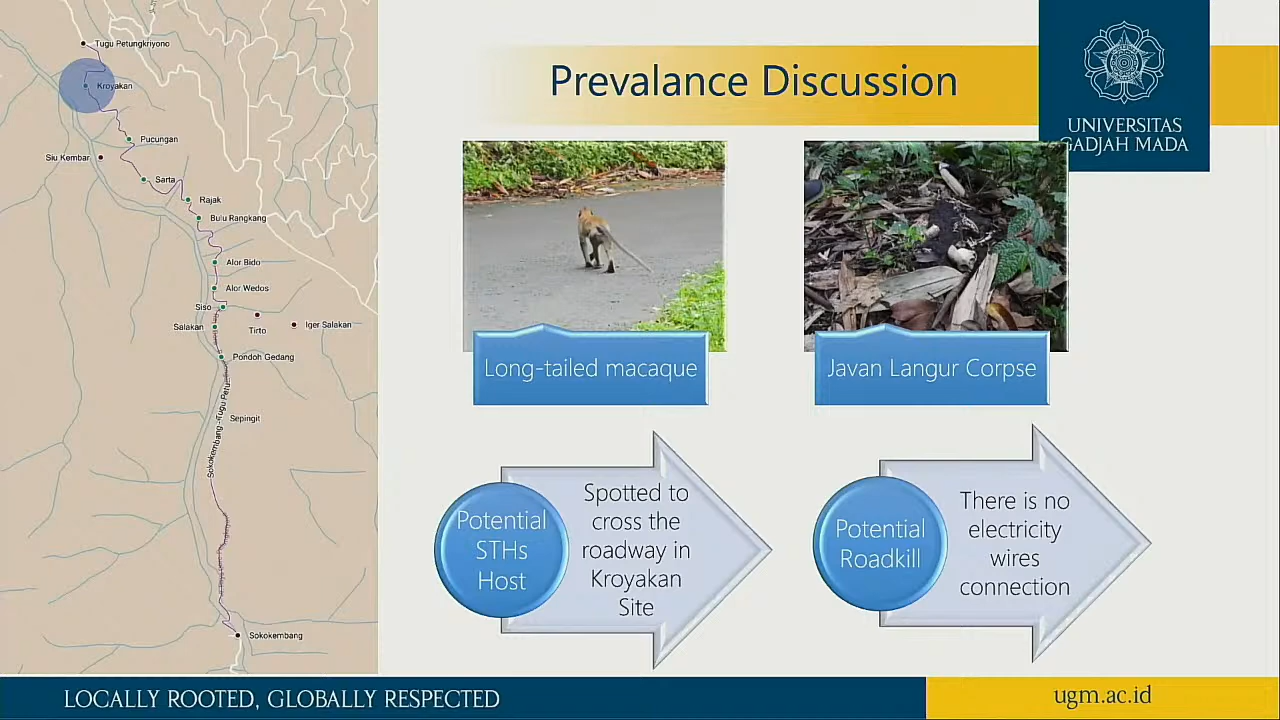 Tugu Petungkriyono
Kroyakan
Pucungan
Siu Kembar
Sarta
Rajak
Bulu Rangkang
Alor Bido
Alor Wedos
Siso
Salakan
Tirto
Iger Salakan
Pondoh Gedang
Sepingit
Sokokembang
Prevalance Discussion
UNIVERSITAS
GADJAH MADA
Long-tailed macaque
Javan Langur Corpse
Potential
STHs
Host
Spotted to
cross the
roadway in
Kroyakan
Site
Potential
Roadkill
There is no
electricity
wires
connection
LOCALLY ROOTED, GLOBALLY RESPECTED
ugm.ac.id